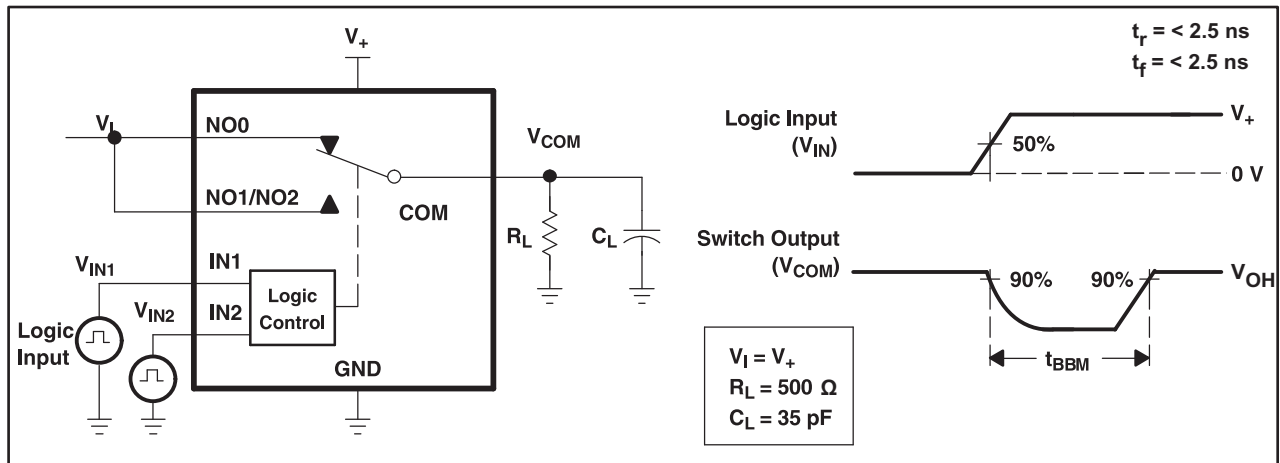 V+
VI
NO0
NO1/NO2
COM
VCOM
RL
CL
VIN1
IN1
VIN2
IN2
Logic
Control
Logic
Input
GND
tr = < 2.5 ns
tf = < 2.5 ns
Logic Input
(VIN)
50%
V+
0 V
Switch Output
(VCOM)
90%
90%
VOH
tBBM
VI = V+
RL = 500 Ω
CL = 35 pF